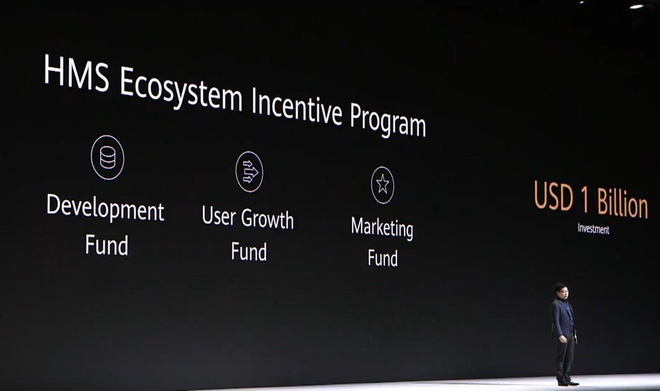 HMS Ecosystem Incentive Program
Development
Fund
User Growth
Fund
Marketing
Fund
USD 1 Billion
Investment